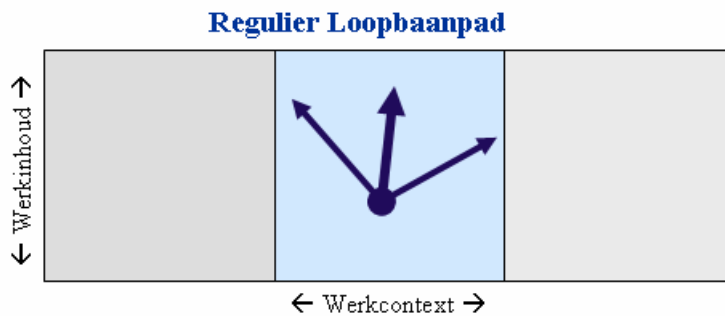 Regulier Loopbaanpad
← Werkinhoud →
← Werkcontext →